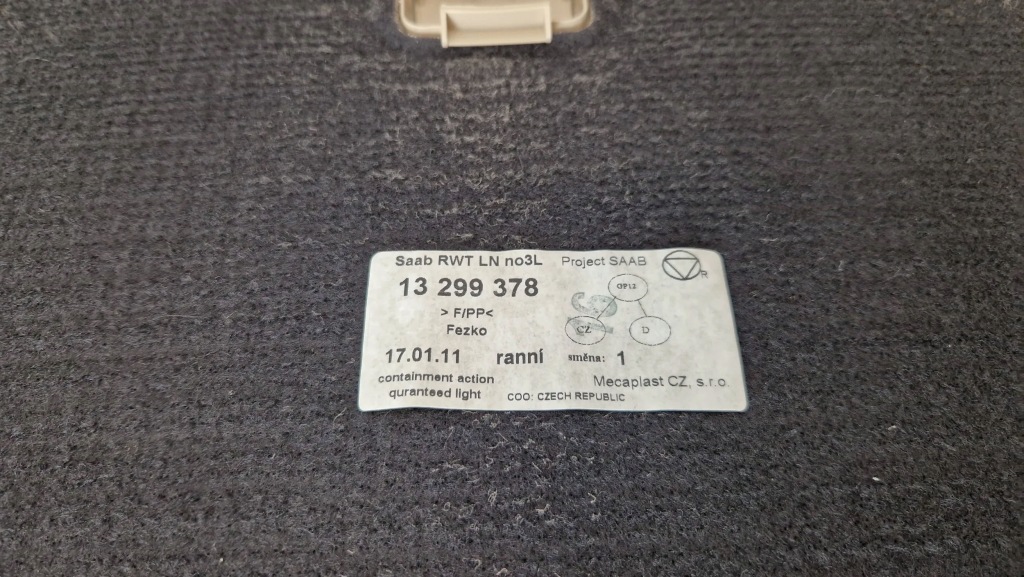 Saab RWT LN no3L Project SAAB
R
13 299 378
OP12
> F/PP<
CZ D
Fezko
17.01.11 ranní směna: 1
containment action Mecaplast CZ, s.r.o.
quranteed light COO: CZECH REPUBLIC